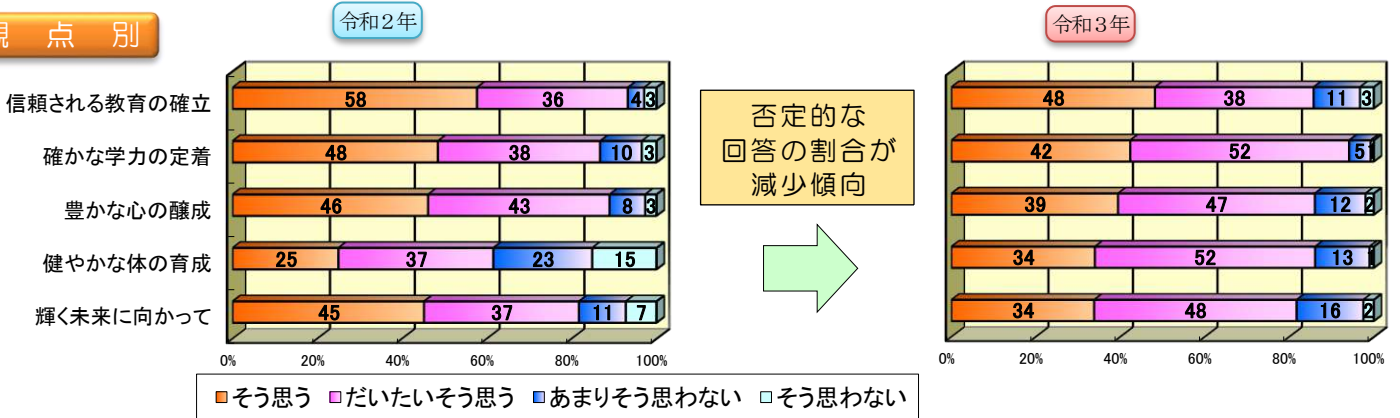 観 点 別
令和２年
信頼される教育の確立 58 36 4 3
確かな学力の定着 48 38 10 3
豊かな心の醸成 46 43 8 3
健やかな体の育成 25 37 23 15
輝く未来に向かって 45 37 11 7
0% 20% 40% 60% 80% 100%
否定的な
回答の割合が
減少傾向
令和３年
48 38 11 3
42 52 5 1
39 47 12 2
34 52 13 1
34 48 16 2
0% 20% 40% 60% 80% 100%
そう思う だいたいそう思う あまりそう思わない そう思わない